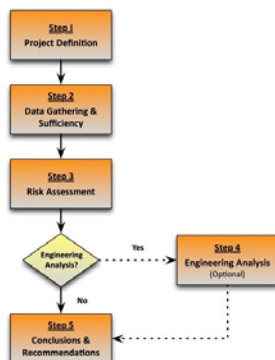 Step 1
Project Definition
Step 2
Data Gathering &
Sufficiency
Step 3
Risk Assessment
Engineering
Analysis?
Yes
Step 4
Engineering Analysis
(Optional)
No
Step 5
Conclusions &
Recommendations